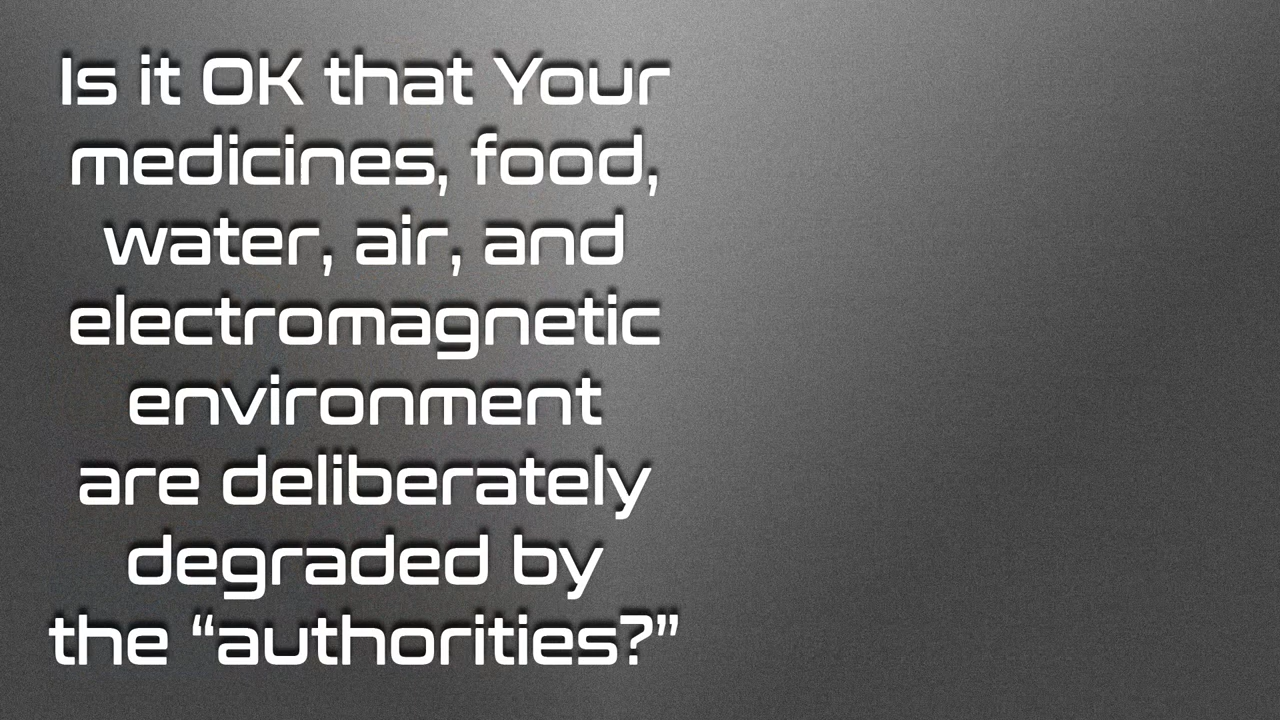 Is it OK that Your
medicines, food,
water, air, and
electromagnetic
environment
are deliberately
degraded by
the “authorities?”